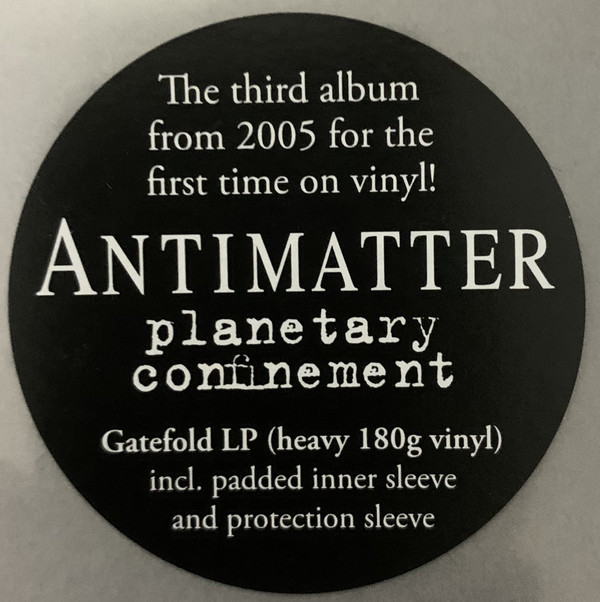 The third album
from 2005 for the
first time on vinyl!
ANTIMATTER
planetary
confinement
Gatefold LP (heavy 180g vinyl)
incl. padded inner sleeve
and protection sleeve